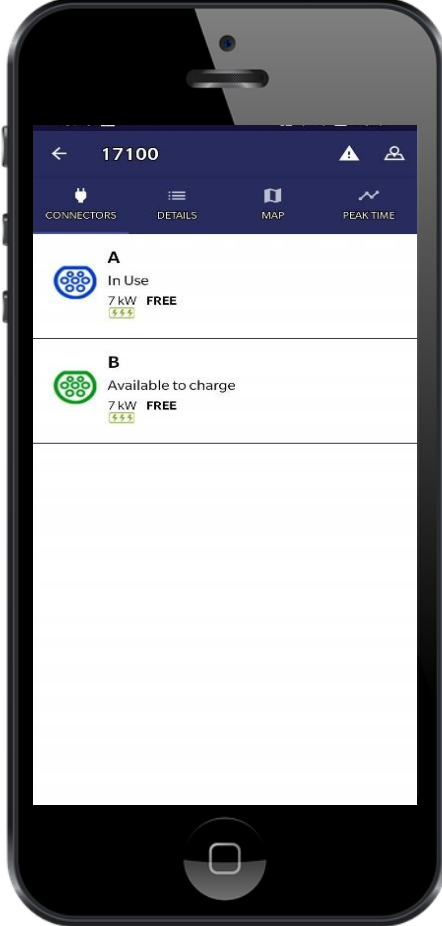 17100
CONNECTORS DETAILS MAP PEAK TIME
A
In Use
7 kW FREE
B
Available to charge
7 kW FREE